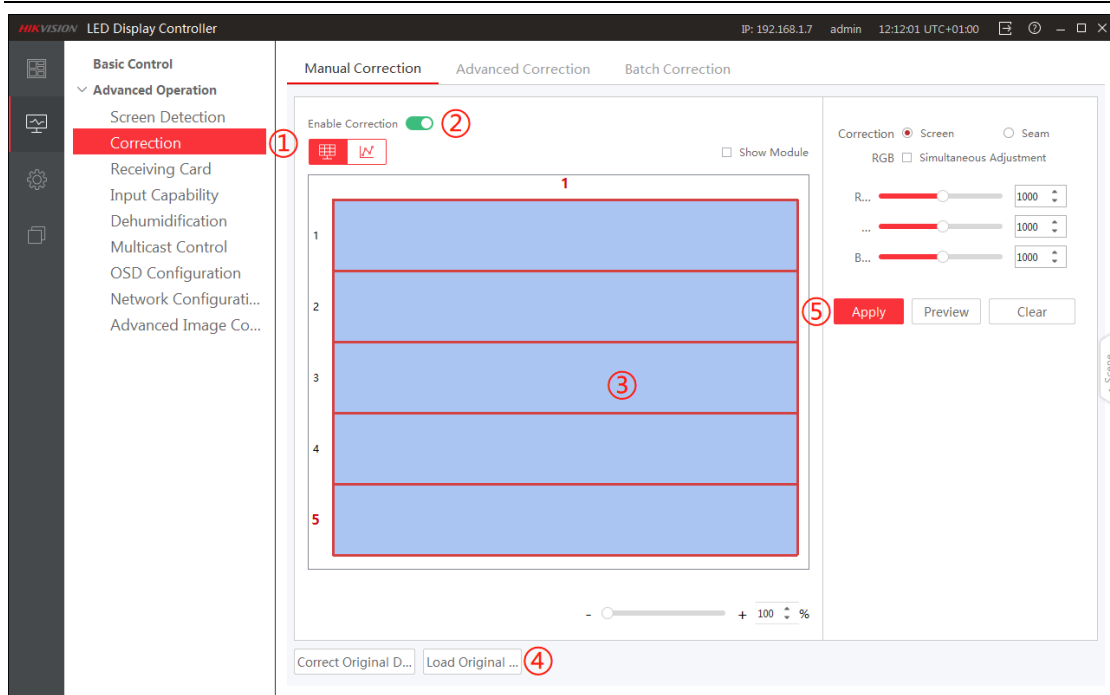 HIKVISION LED Display Controller IP: 192.168.1.7 admin 12:12:01 UTC+01:00
Basic Control
Advanced Operation
Screen Detection
Correction
Receiving Card
Input Capability
Dehumidification
Multicast Control
OSD Configuration
Network Configurati...
Advanced Image Co...
①
Manual Correction Advanced Correction Batch Correction
Enable Correction ②
Show Module
1
1
2
3 ③
4
5
- + 100 %
Correct Original D... Load Original ... ④
Correction Screen Seam
RGB Simultaneous Adjustment
R... 1000
... 1000
B... 1000
⑤ Apply Preview Clear
Scene